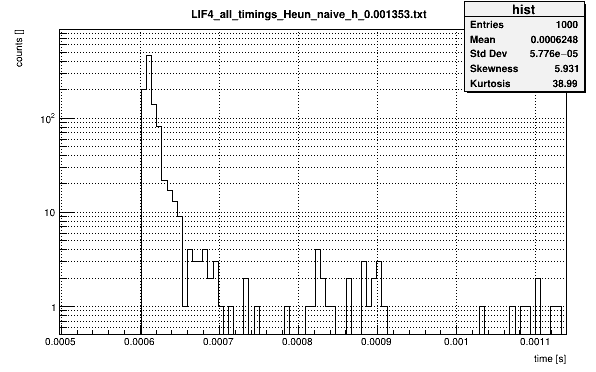 LIF4_all_timings_Heun_naive_h_0.001353.txt
hist
Entries 1000
Mean 0.0006248
Std Dev 5.776e−05
Skewness 5.931
Kurtosis 38.99
counts []
10²
10
1
0.0005 0.0006 0.0007 0.0008 0.0009 0.001 0.0011
time [s]